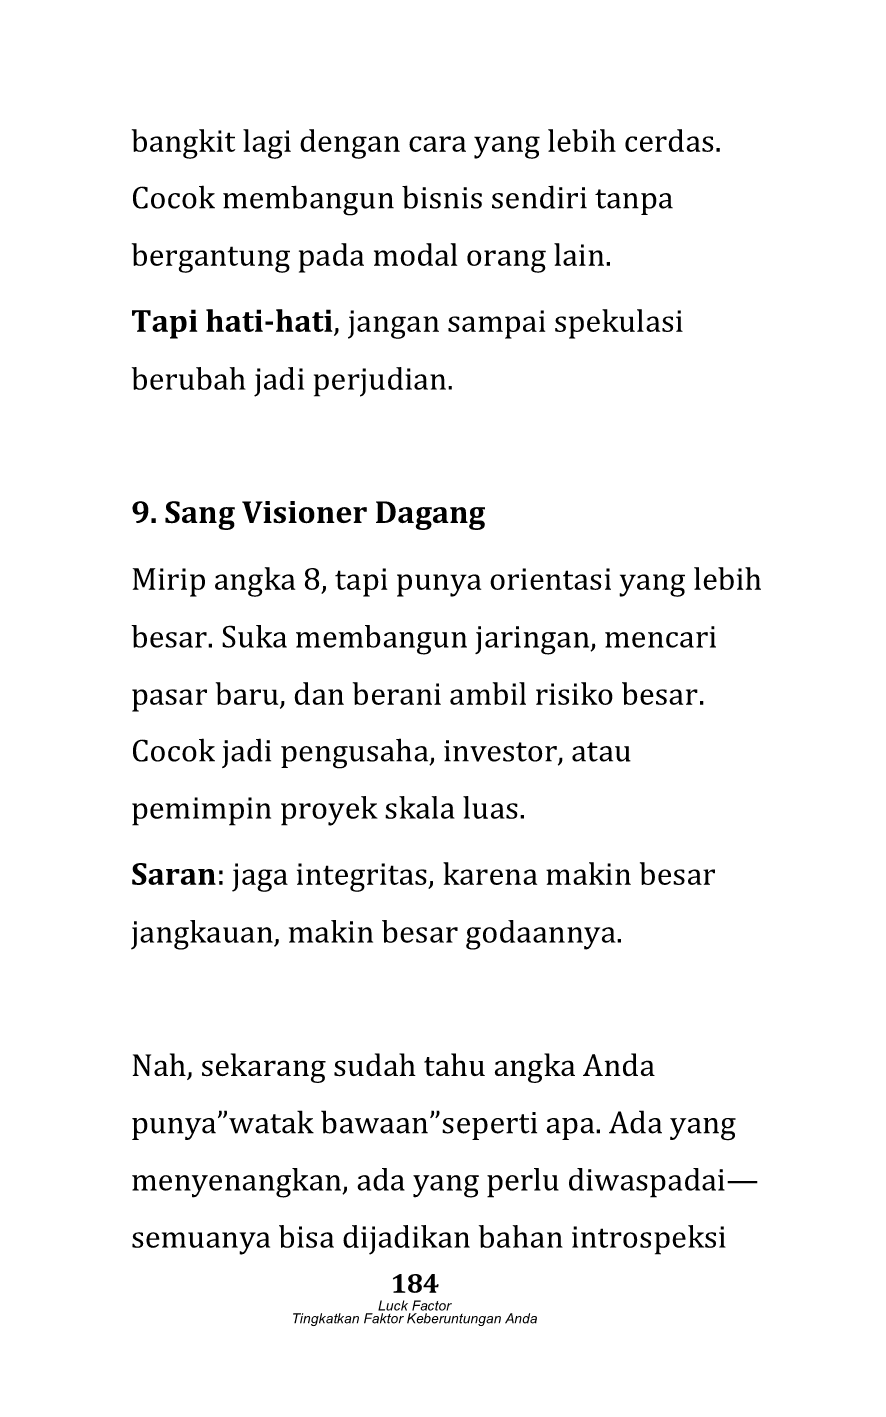 bangkit lagi dengan cara yang lebih cerdas.
Cocok membangun bisnis sendiri tanpa
bergantung pada modal orang lain.
Tapi hati-hati, jangan sampai spekulasi
berubah jadi perjudian.
9. Sang Visioner Dagang
Mirip angka 8, tapi punya orientasi yang lebih
besar. Suka membangun jaringan, mencari
pasar baru, dan berani ambil risiko besar.
Cocok jadi pengusaha, investor, atau
pemimpin proyek skala luas.
Saran: jaga integritas, karena makin besar
jangkauan, makin besar godaannya.
Nah, sekarang sudah tahu angka Anda
punya”watak bawaan”seperti apa. Ada yang
menyenangkan, ada yang perlu diwaspadai—
semuanya bisa dijadikan bahan introspeksi
184
Luck Factor
Tingkatkan Faktor Keberuntungan Anda